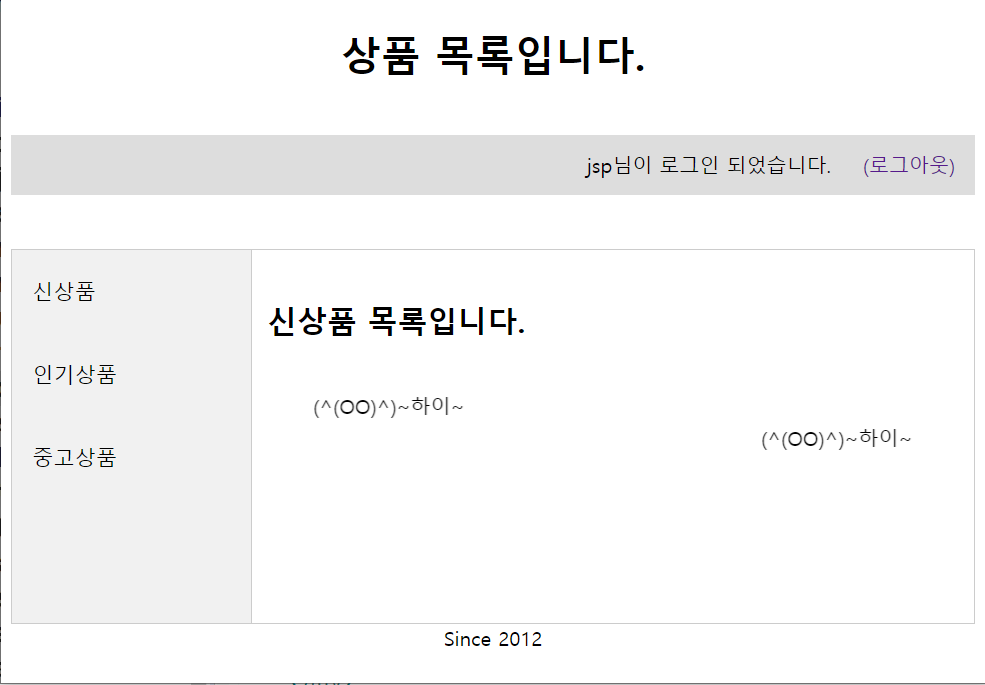 상품 목록입니다.
jsp님이 로그인 되었습니다. (로그아웃)
신상품
인기상품
중고상품
신상품 목록입니다.
(^(OO)^)~하이~
(^(OO)^)~하이~
Since 2012